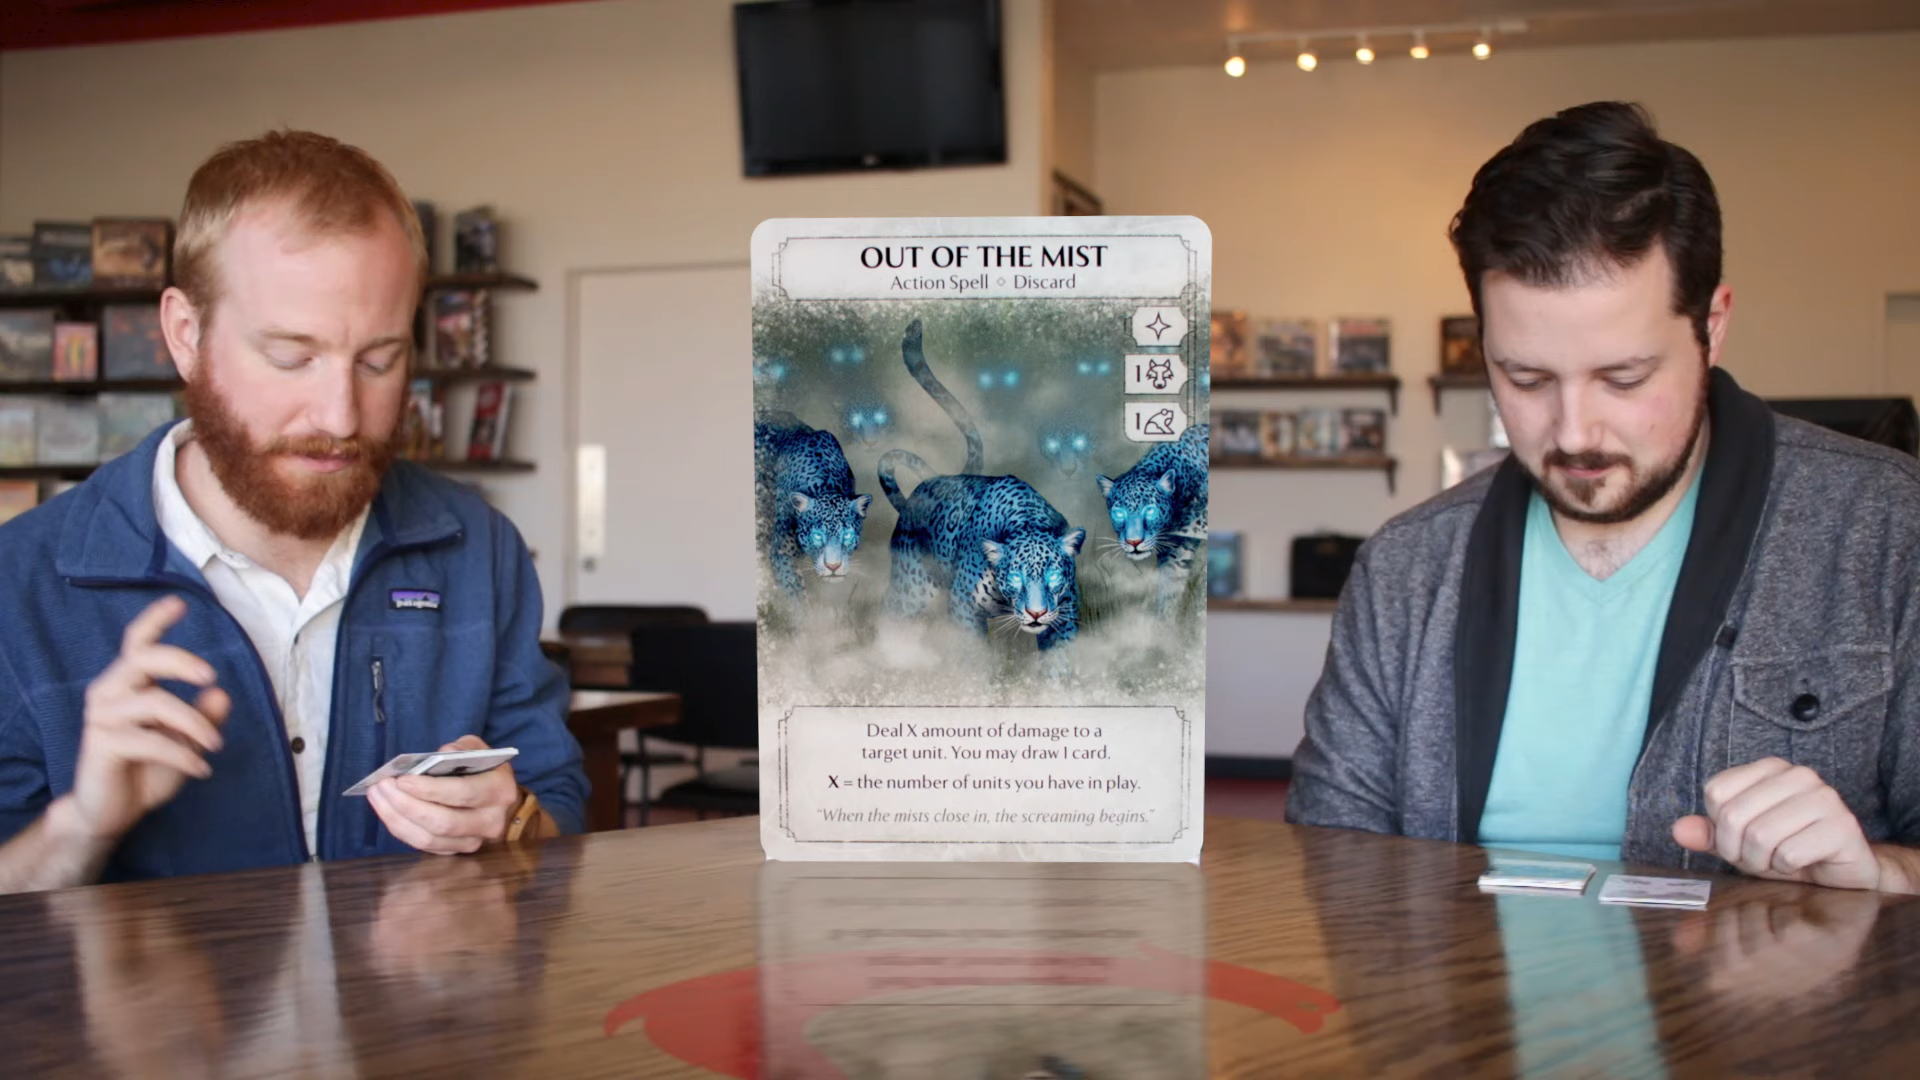 OUT OF THE MIST
Action Spell ⋄ Discard
1
1
patagonia
Deal X amount of damage to a
target unit. You may draw 1 card.
X = the number of units you have in play.
"When the mists close in, the screaming begins."